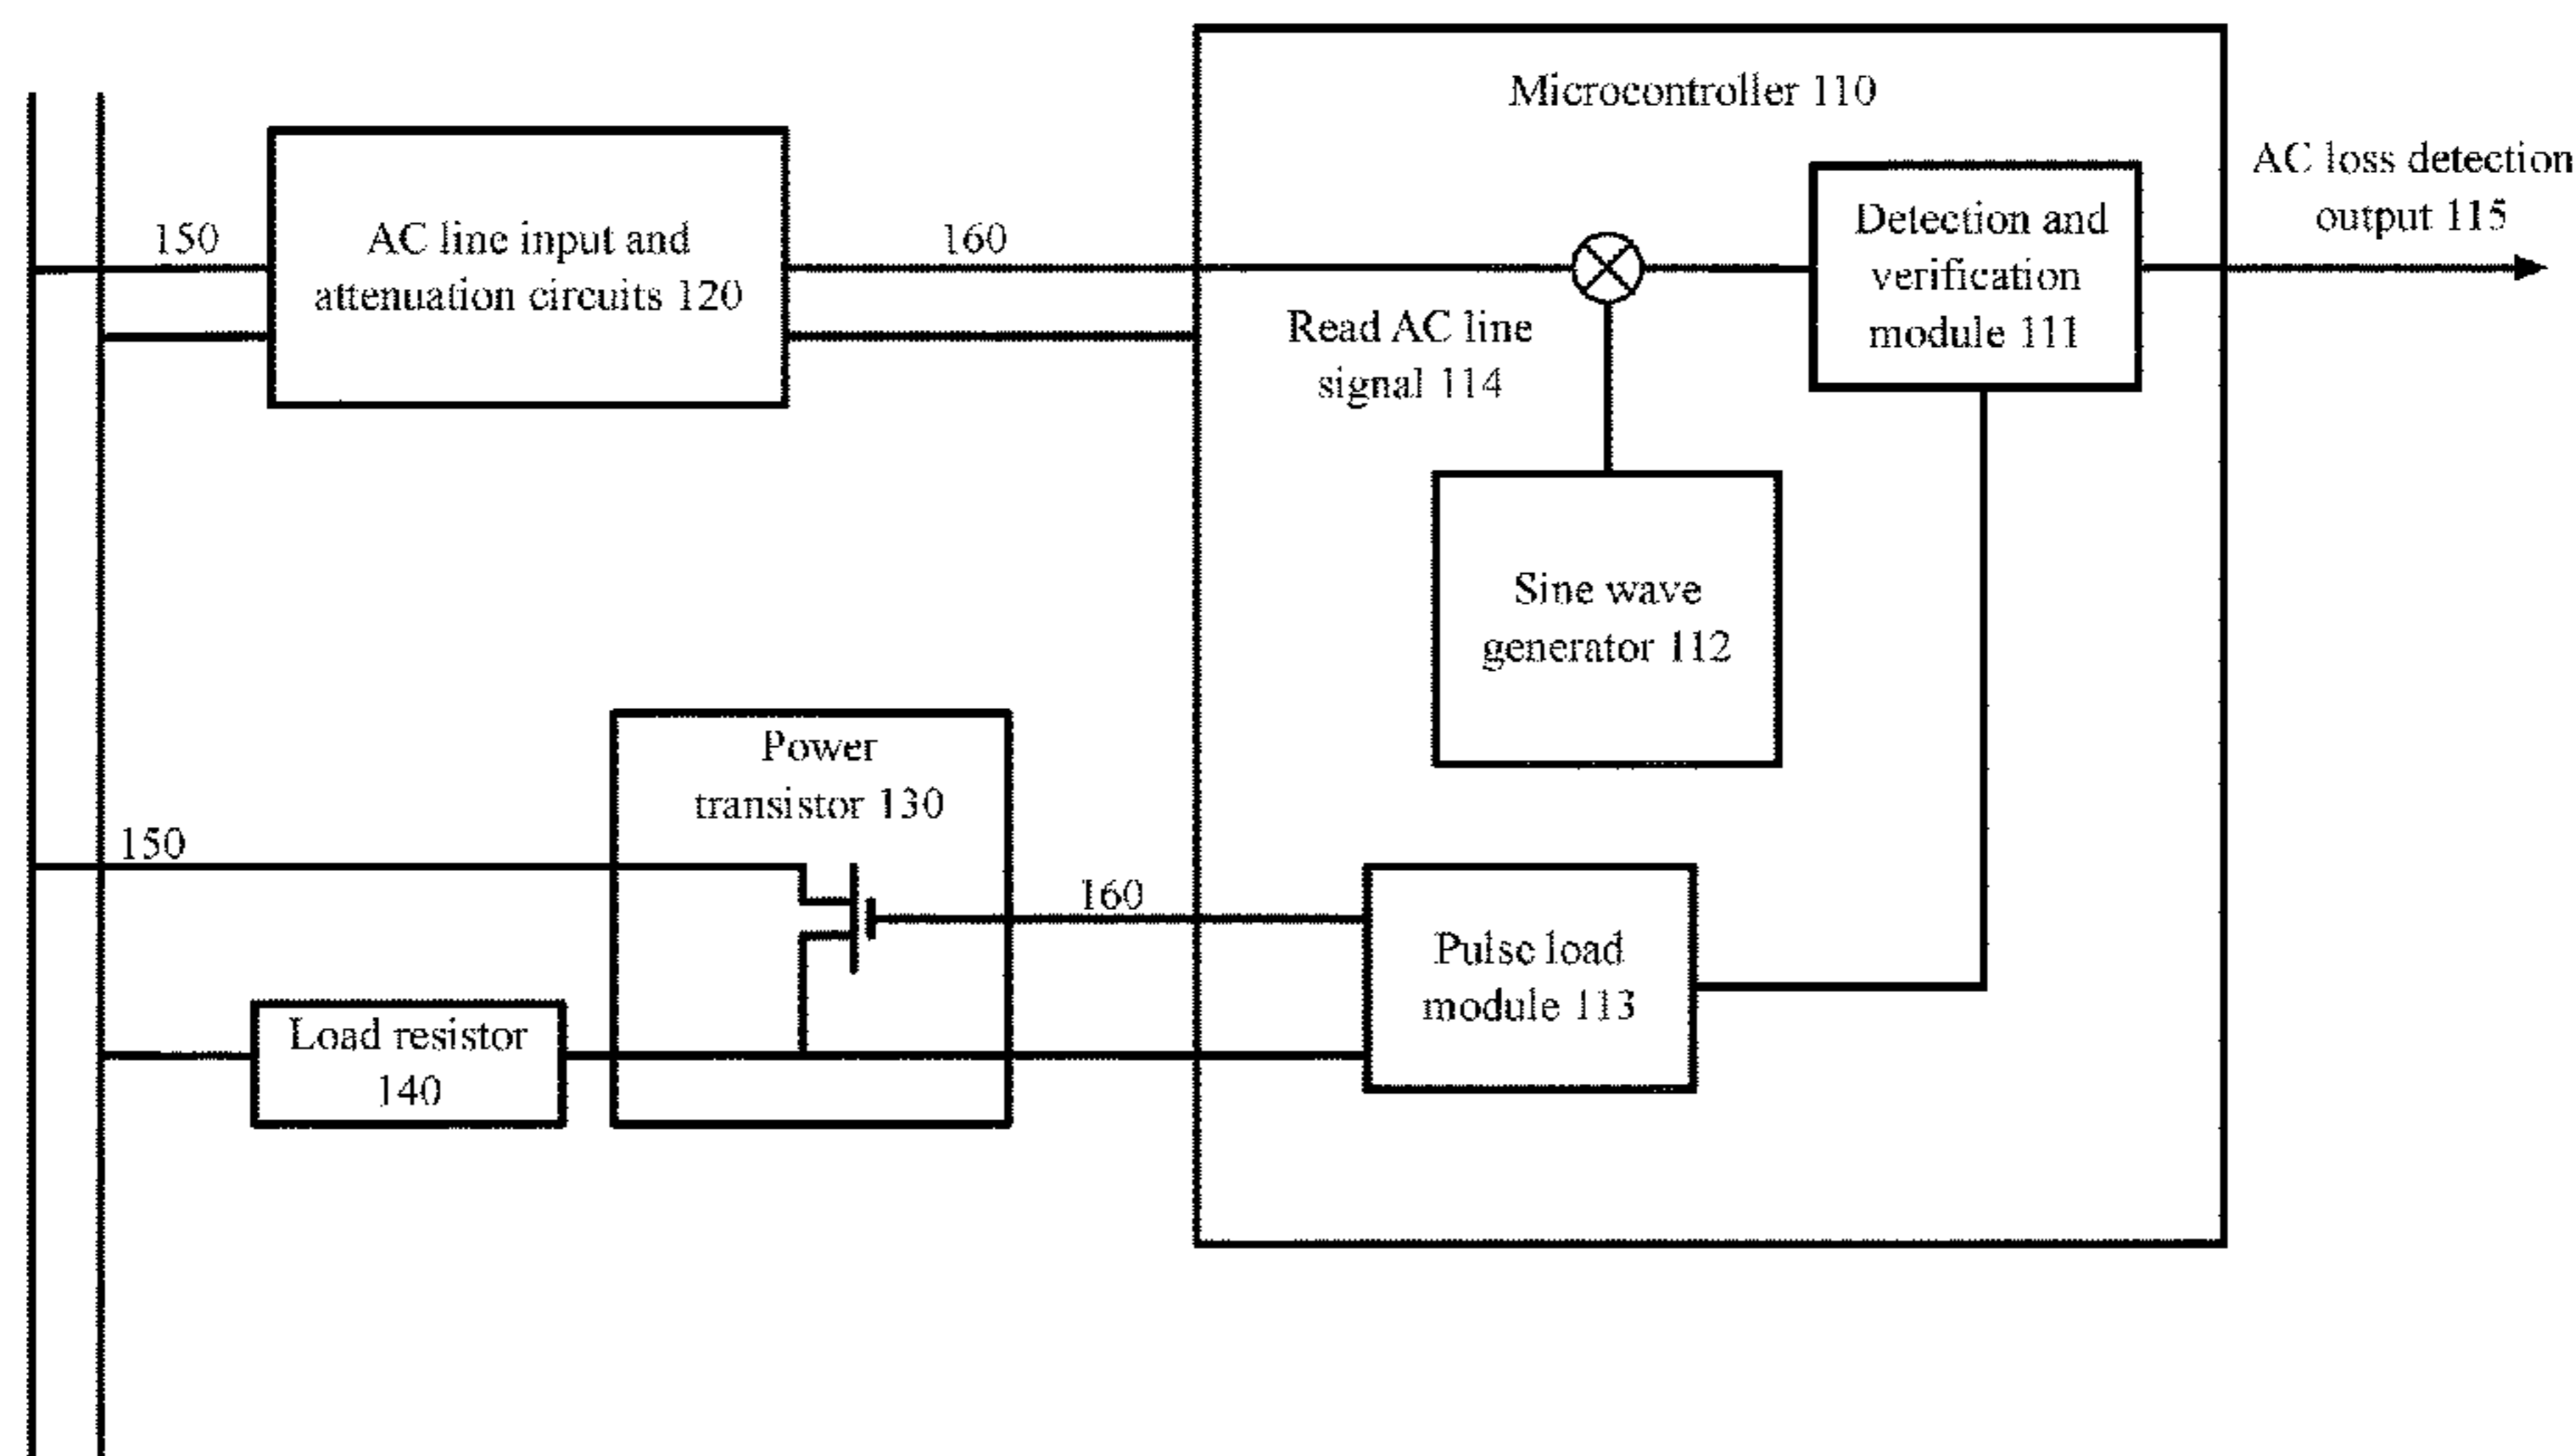 Microcontroller 110
AC loss detection
output 115
Detection and
verification
module 111
150
AC line input and
attenuation circuits 120
160
Read AC line
signal 114
Sine wave
generator 112
Power
transistor 130
150
160
Pulse load
module 113
Load resistor
140